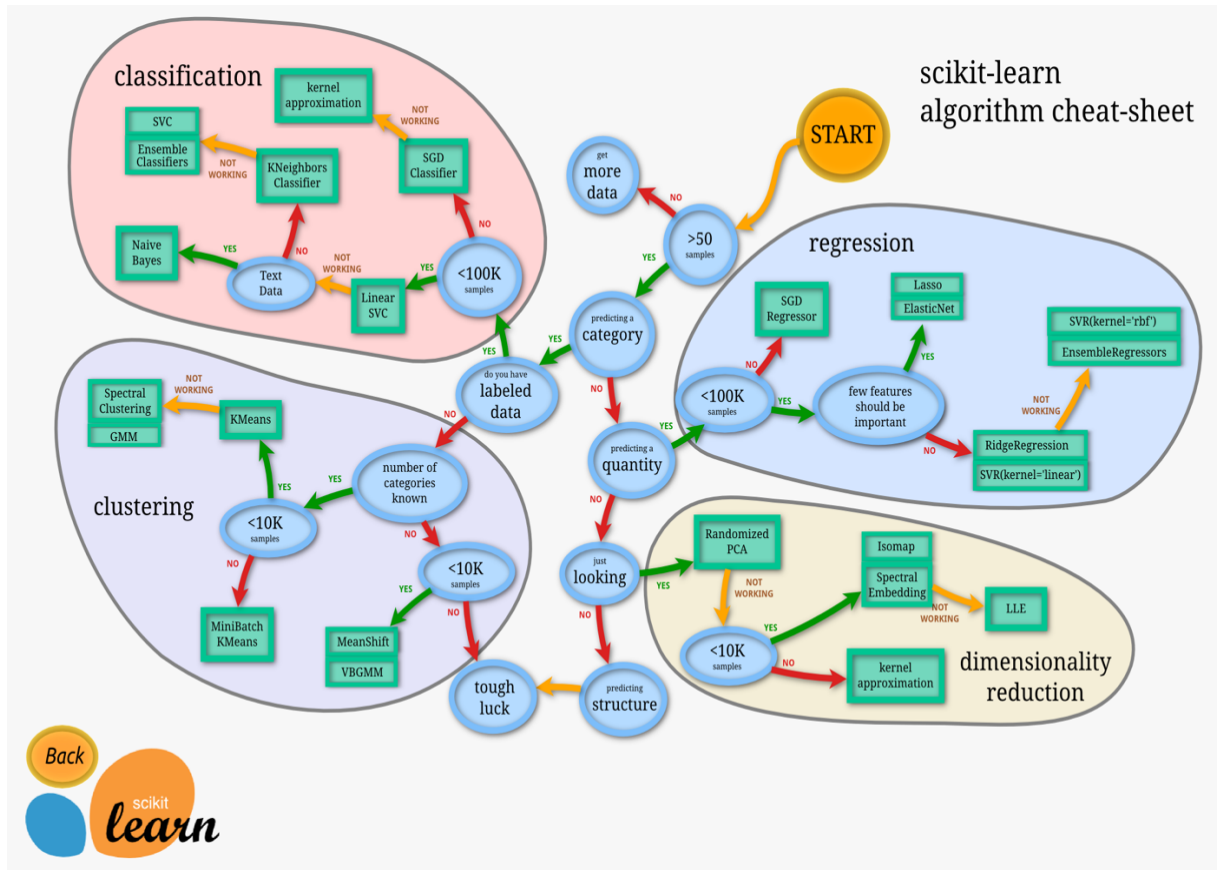 scikit-learn
algorithm cheat-sheet
START
get
more
data
NO
>50
samples
YES
predicting a
category
YES
NO
do you have
labeled
data
YES
NO
predicting a
quantity
YES
NO
just
looking
YES
NO
predicting
structure
tough
luck
classification
kernel
approximation
NOT
WORKING
SVC
Ensemble
Classifiers
NOT
WORKING
KNeighbors
Classifier
SGD
Classifier
NO
Naive
Bayes
YES
NO
Text
Data
NOT
WORKING
Linear
SVC
YES
<100K
samples
regression
SGD
Regressor
Lasso
ElasticNet
SVR(kernel='rbf')
EnsembleRegressors
NO
YES
<100K
samples
YES
few features
should be
important
NOT
WORKING
NO
RidgeRegression
SVR(kernel='linear')
clustering
Spectral
Clustering
GMM
NOT
WORKING
KMeans
YES
YES
number of
categories
known
<10K
samples
NO
NO
<10K
samples
YES
NO
MiniBatch
KMeans
MeanShift
VBGMM
dimensionality
reduction
Randomized
PCA
NOT
WORKING
Isomap
Spectral
Embedding
NOT
WORKING
LLE
YES
<10K
samples
NO
kernel
approximation
Back
scikit
learn